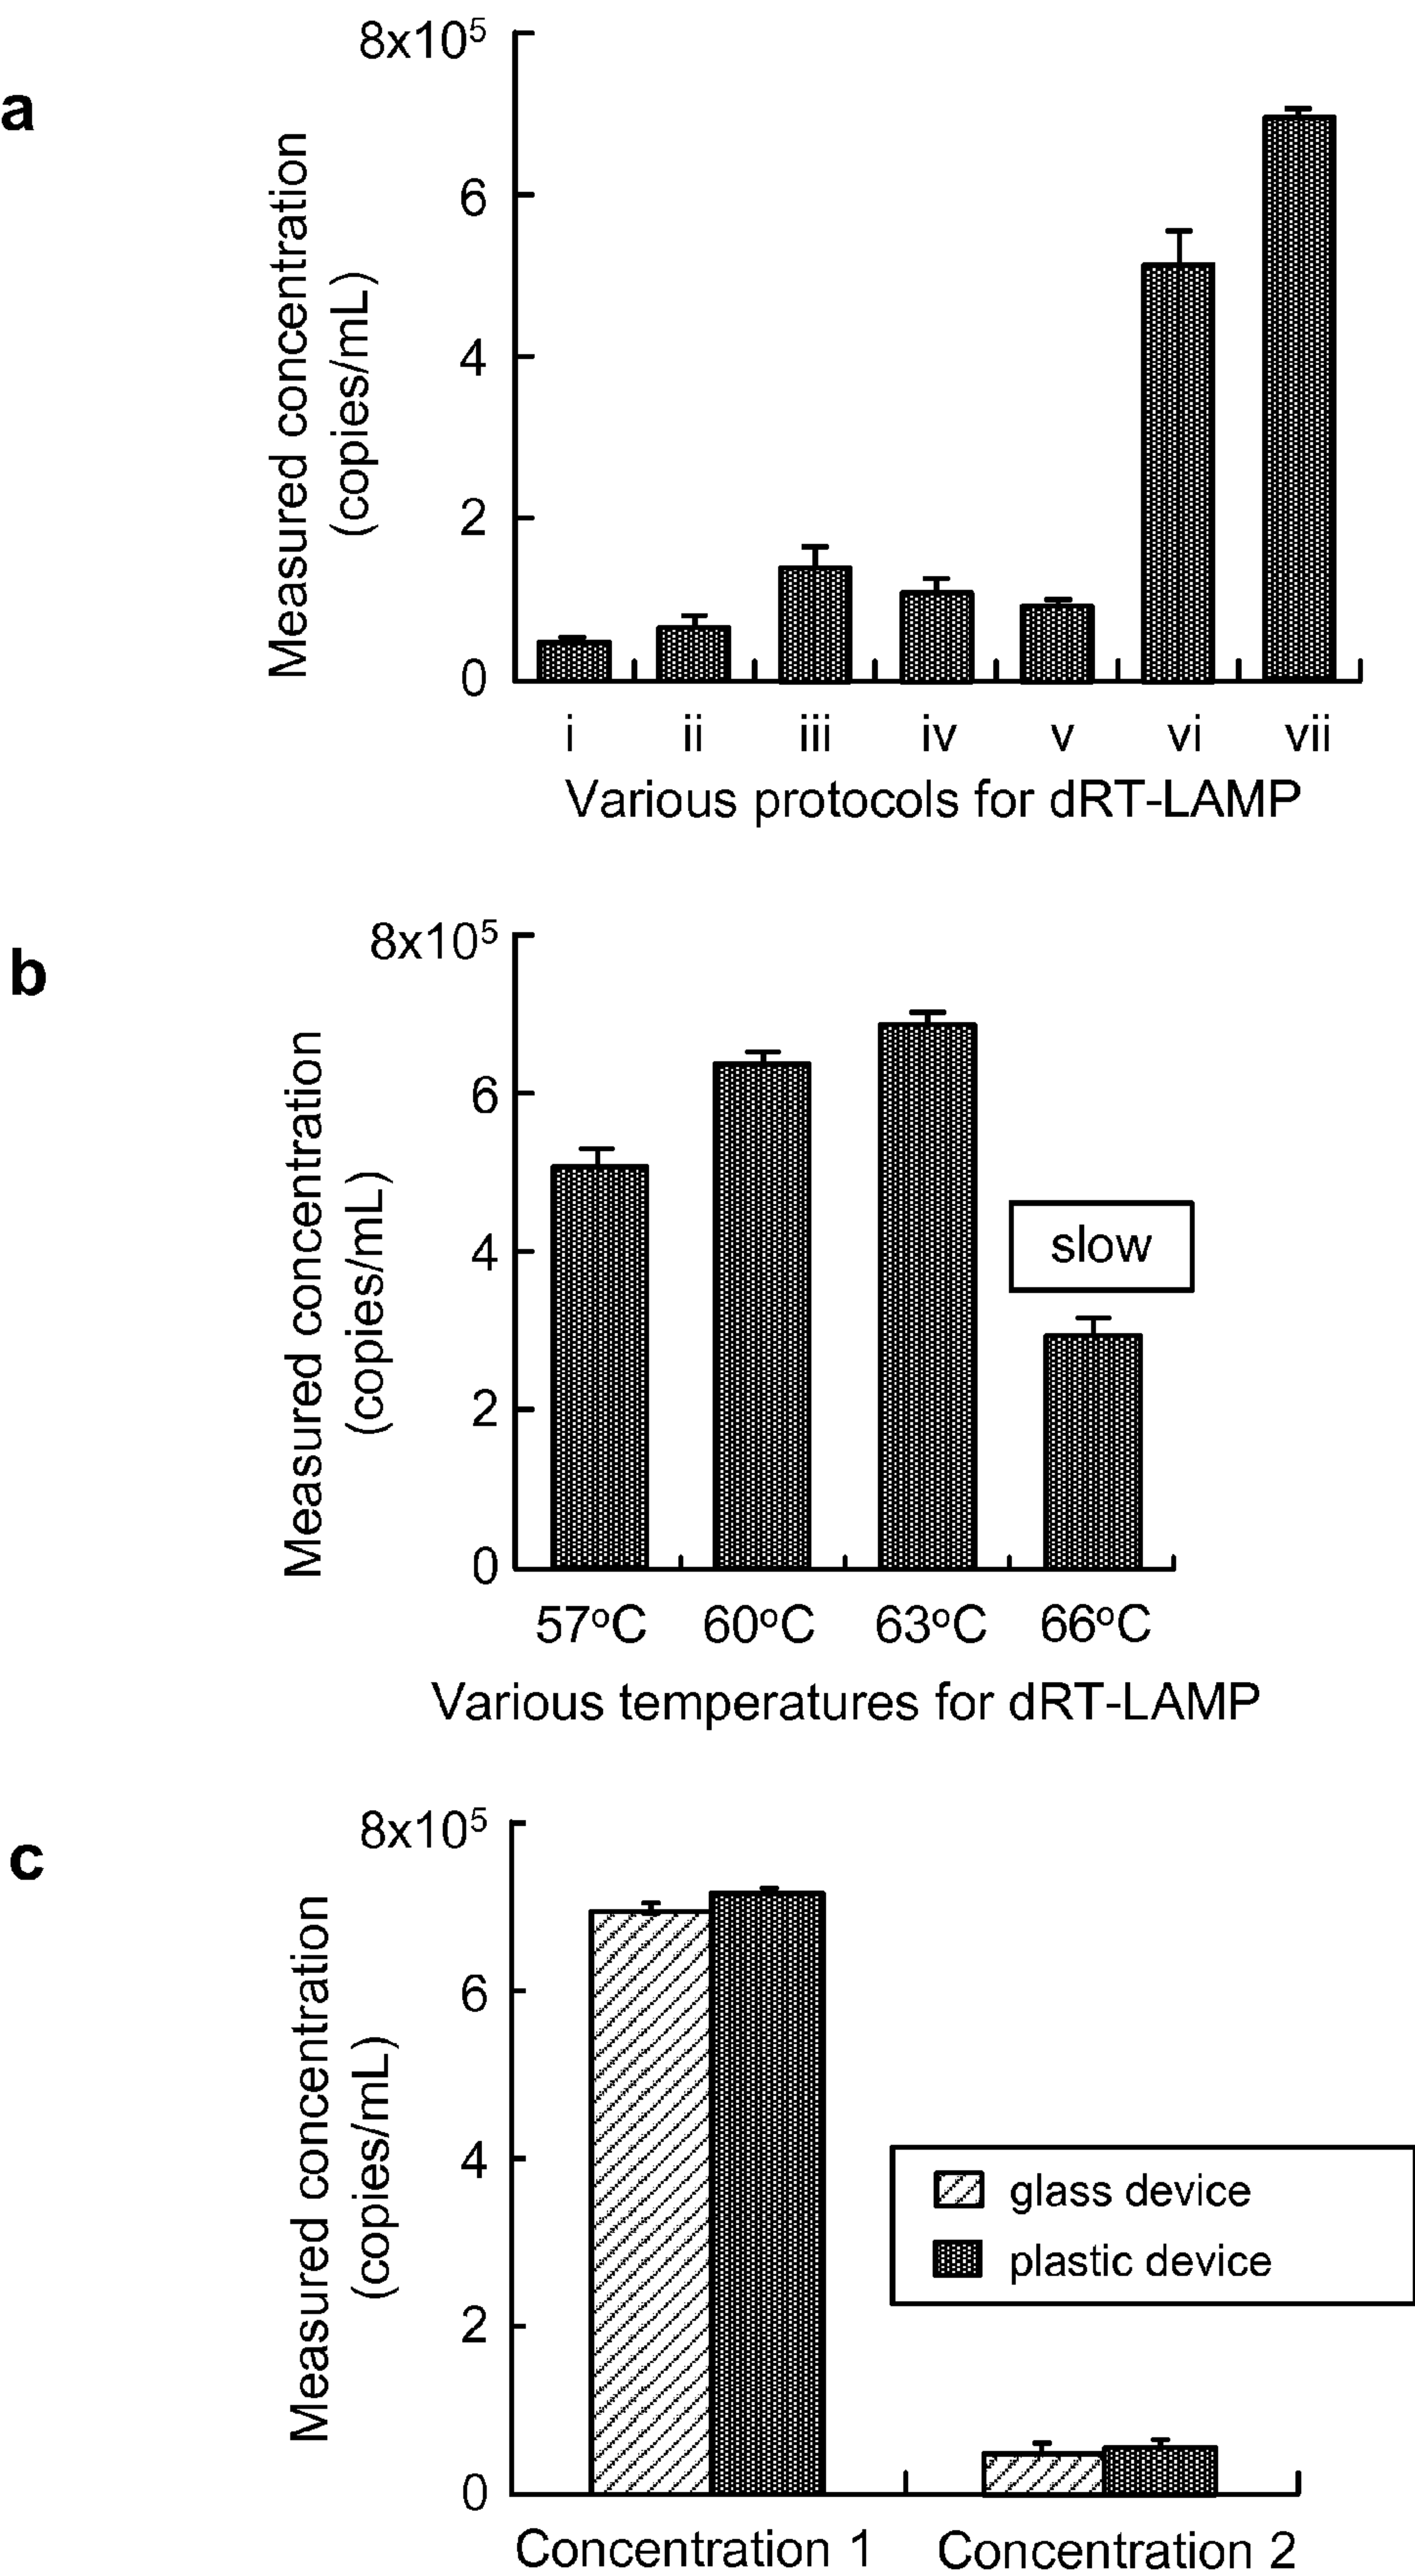 a
Measured concentration
(copies/mL)
8x10⁵
6
4
2
0
i ii iii iv v vi vii
Various protocols for dRT-LAMP
b
Measured concentration
(copies/mL)
8x10⁵
6
4
2
0
slow
57°C 60°C 63°C 66°C
Various temperatures for dRT-LAMP
c
Measured concentration
(copies/mL)
8x10⁵
6
4
2
0
glass device
plastic device
Concentration 1 Concentration 2